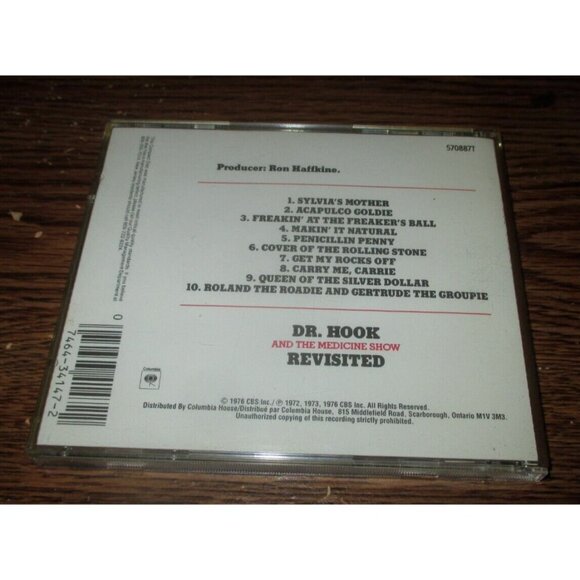 570887T
Producer: Ron Haffkine.
1. SYLVIA'S MOTHER
2. ACAPULCO GOLDIE
3. FREAKIN' AT THE FREAKER'S BALL
4. MAKIN' IT NATURAL
5. PENICILLIN PENNY
6. COVER OF THE ROLLING STONE
7. GET MY ROCKS OFF
8. CARRY ME, CARRIE
9. QUEEN OF THE SILVER DOLLAR
10. ROLAND THE ROADIE AND GERTRUDE THE GROUPIE
DR. HOOK
AND THE MEDICINE SHOW
REVISITED
Columbia
© 1976 CBS Inc./ ℗ 1972, 1973, 1976 CBS Inc. All Rights Reserved.
Distributed By Columbia House/Distribué par Colombia House, 815 Middlefield Road, Scarborough, Ontario M1V 3M3.
Unauthorized copying of this recording strictly prohibited.
0
7464-34147-2